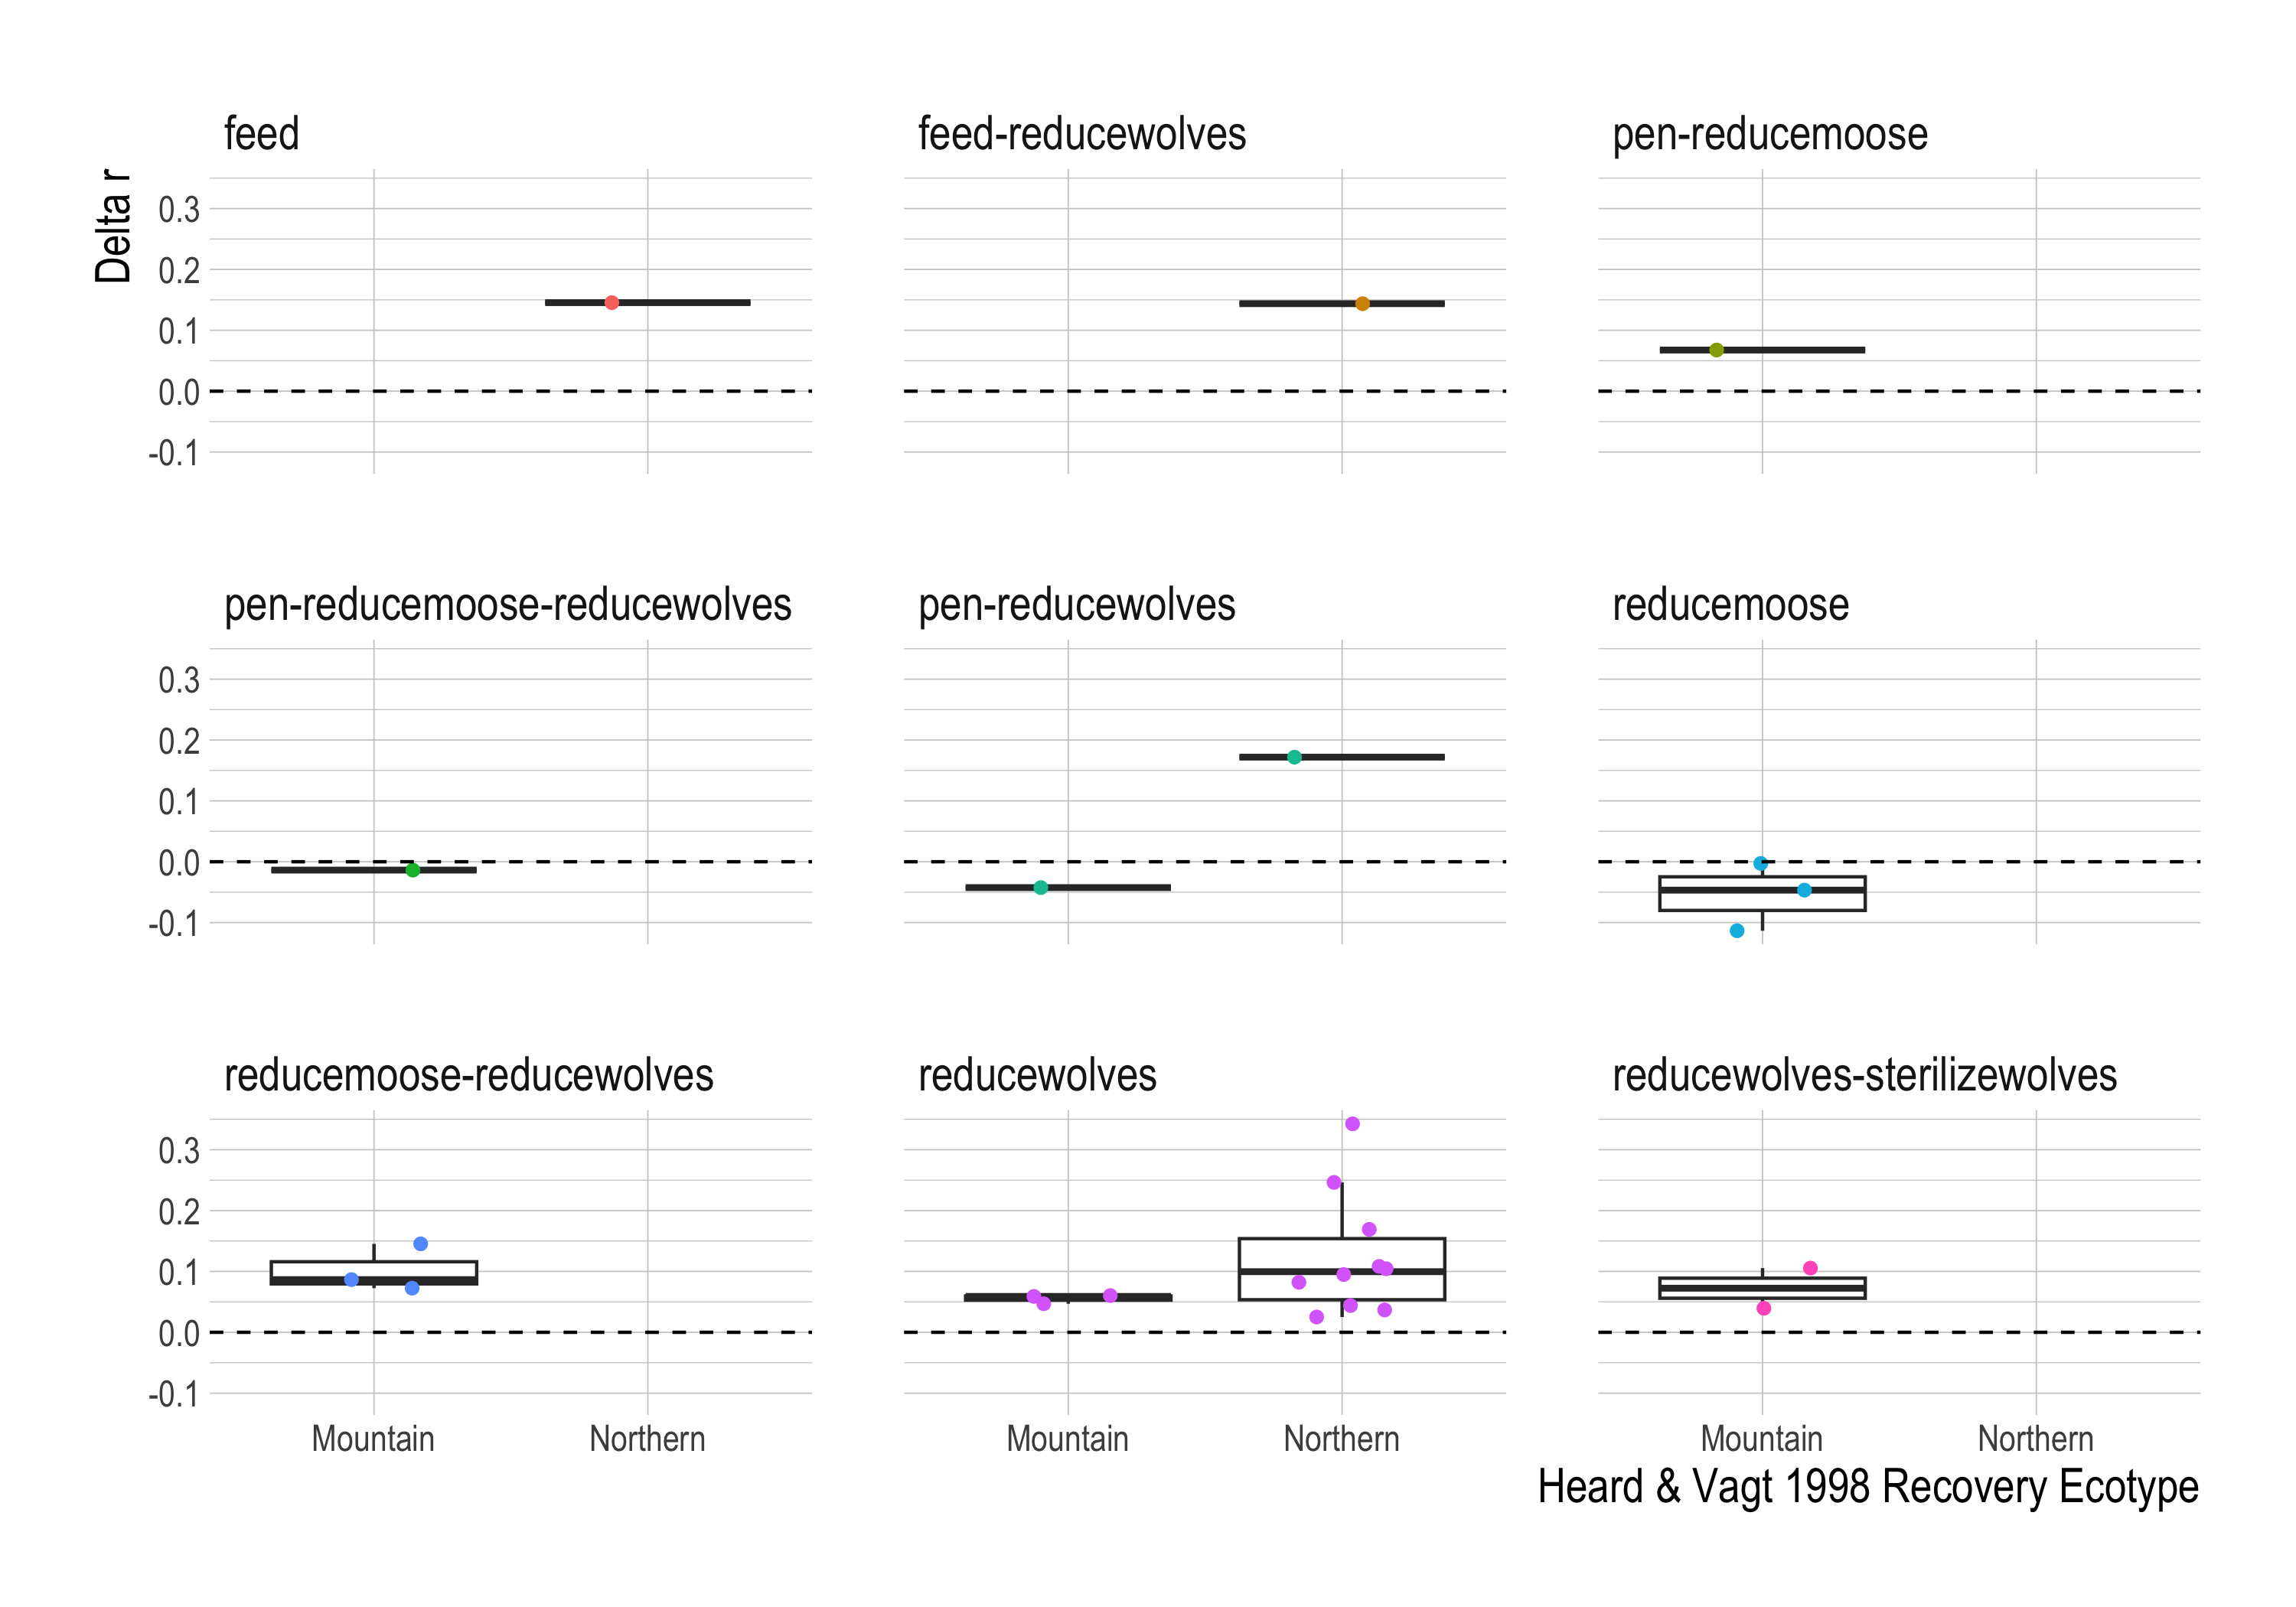 feed
feed-reducewolves
pen-reducemoose
Delta r
0.3
0.2
0.1
0.0
-0.1
pen-reducemoose-reducewolves
pen-reducewolves
reducemoose
0.3
0.2
0.1
0.0
-0.1
reducemoose-reducewolves
reducewolves
reducewolves-sterilizewolves
0.3
0.2
0.1
0.0
-0.1
Mountain
Northern
Mountain
Northern
Mountain
Northern
Heard & Vagt 1998 Recovery Ecotype